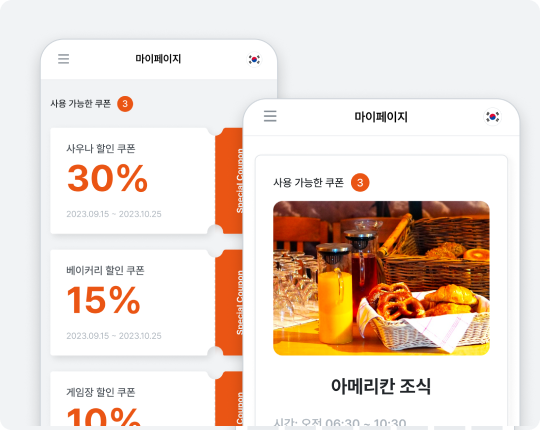 마이페이지
사용 가능한 쿠폰 3
사우나 할인 쿠폰
30%
2023.09.15 ~ 2023.10.25
Special Coupon
베이커리 할인 쿠폰
15%
2023.09.15 ~ 2023.10.25
Special Coupon
게임장 할인 쿠폰
10%
Coupon
마이페이지
사용 가능한 쿠폰 3
아메리칸 조식
시간: 오전 06:30 ~ 10:30